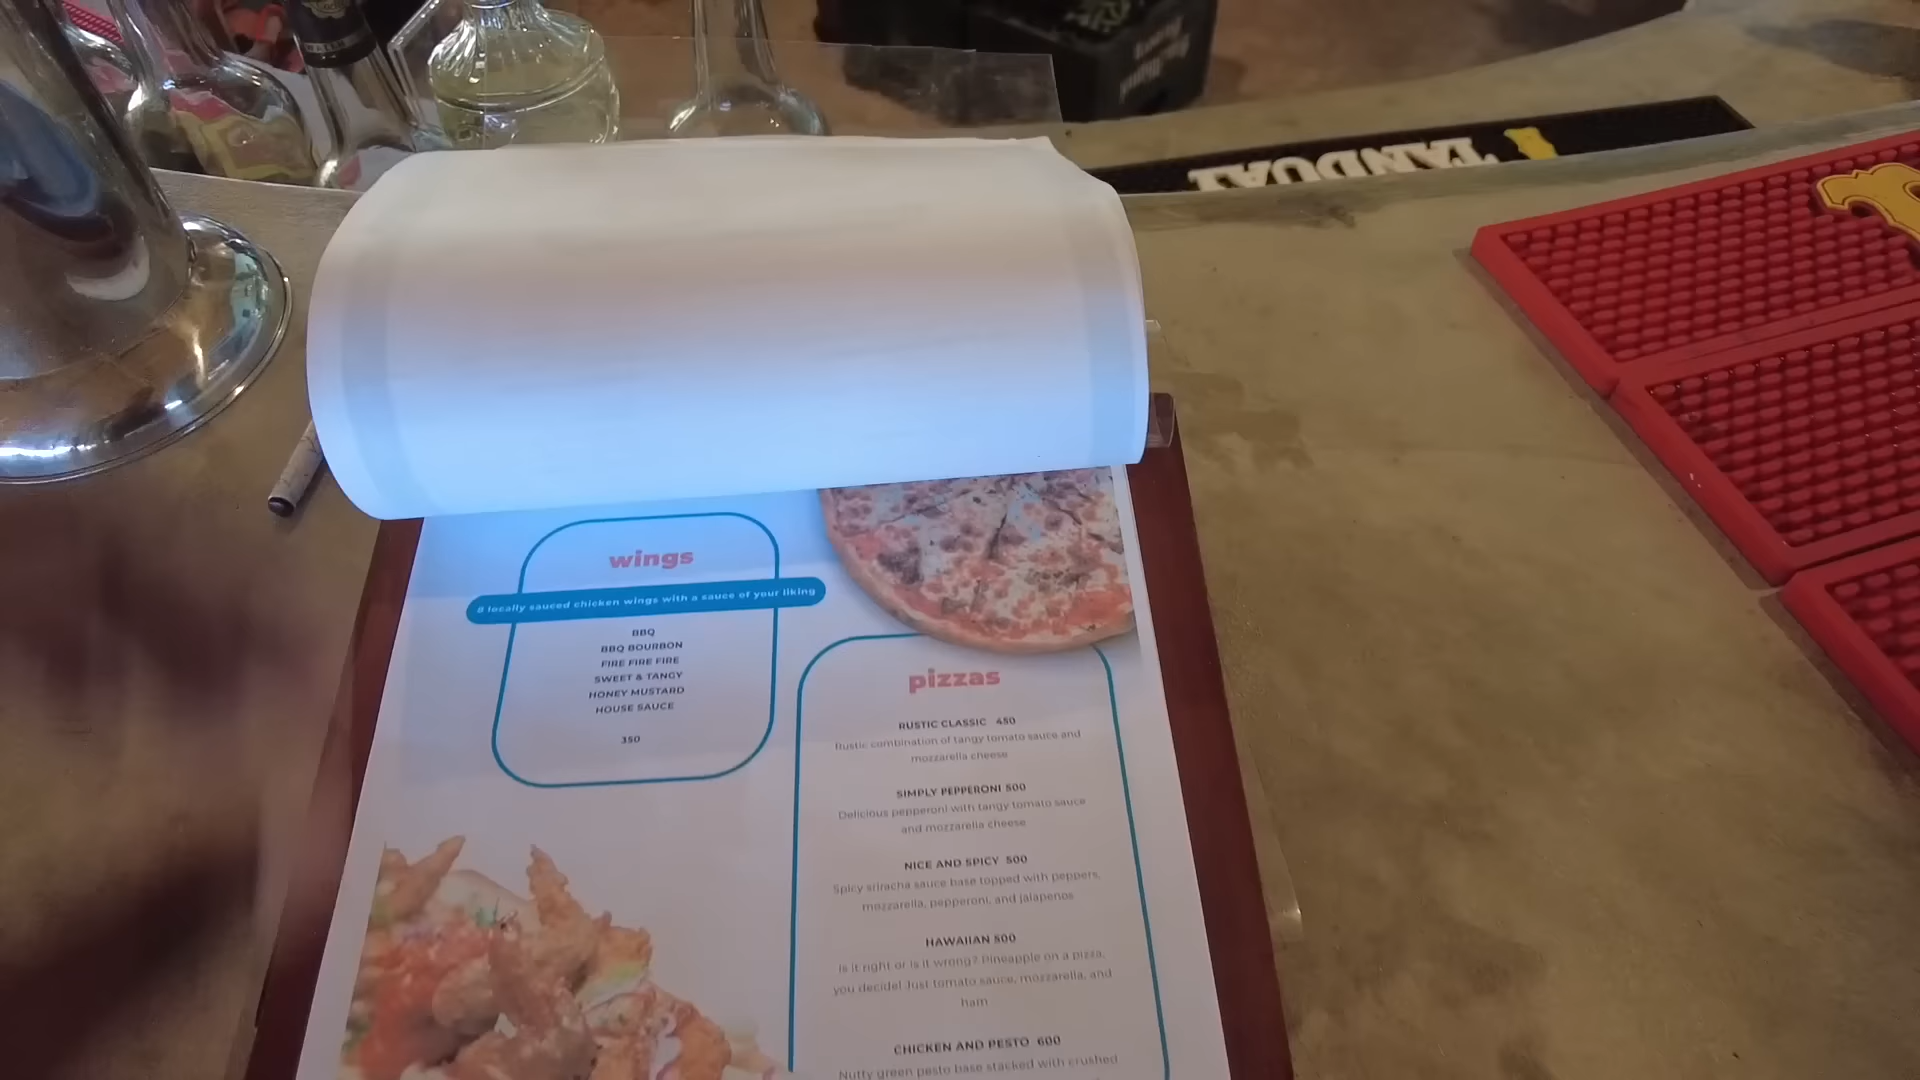 TANDUAY
wings
8 locally sauced chicken wings with a sauce of your liking
BBQ
BBQ BOURBON
FIRE FIRE FIRE
SWEET & TANGY
HONEY MUSTARD
HOUSE SAUCE
350
pizzas
RUSTIC CLASSIC 450
Rustic combination of tangy tomato sauce and
mozzarella cheese
SIMPLY PEPPERONI 500
Delicious pepperoni with tangy tomato sauce
and mozzarella cheese
NICE AND SPICY 500
Spicy sriracha sauce base topped with peppers,
mozzarella, pepperoni, and jalapenos
HAWAIIAN 500
Is it right or is it wrong? Pineapple on a pizza,
you decide! Just tomato sauce, mozzarella, and
ham
CHICKEN AND PESTO 600
Nutty green pesto base stacked with crushed